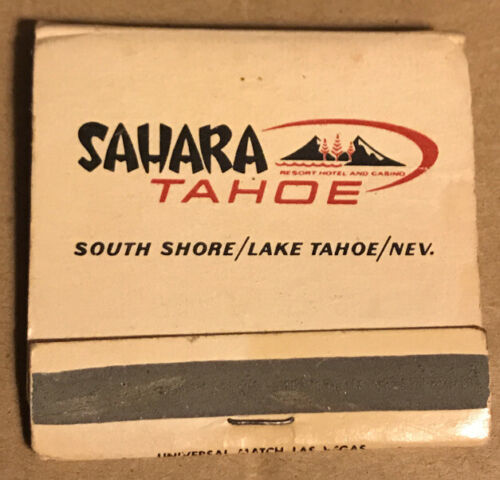 SAHARA
RESORT HOTEL AND CASINO
TAHOE
SOUTH SHORE/LAKE TAHOE/NEV.
UNIVERSAL MATCH LAS VEGAS